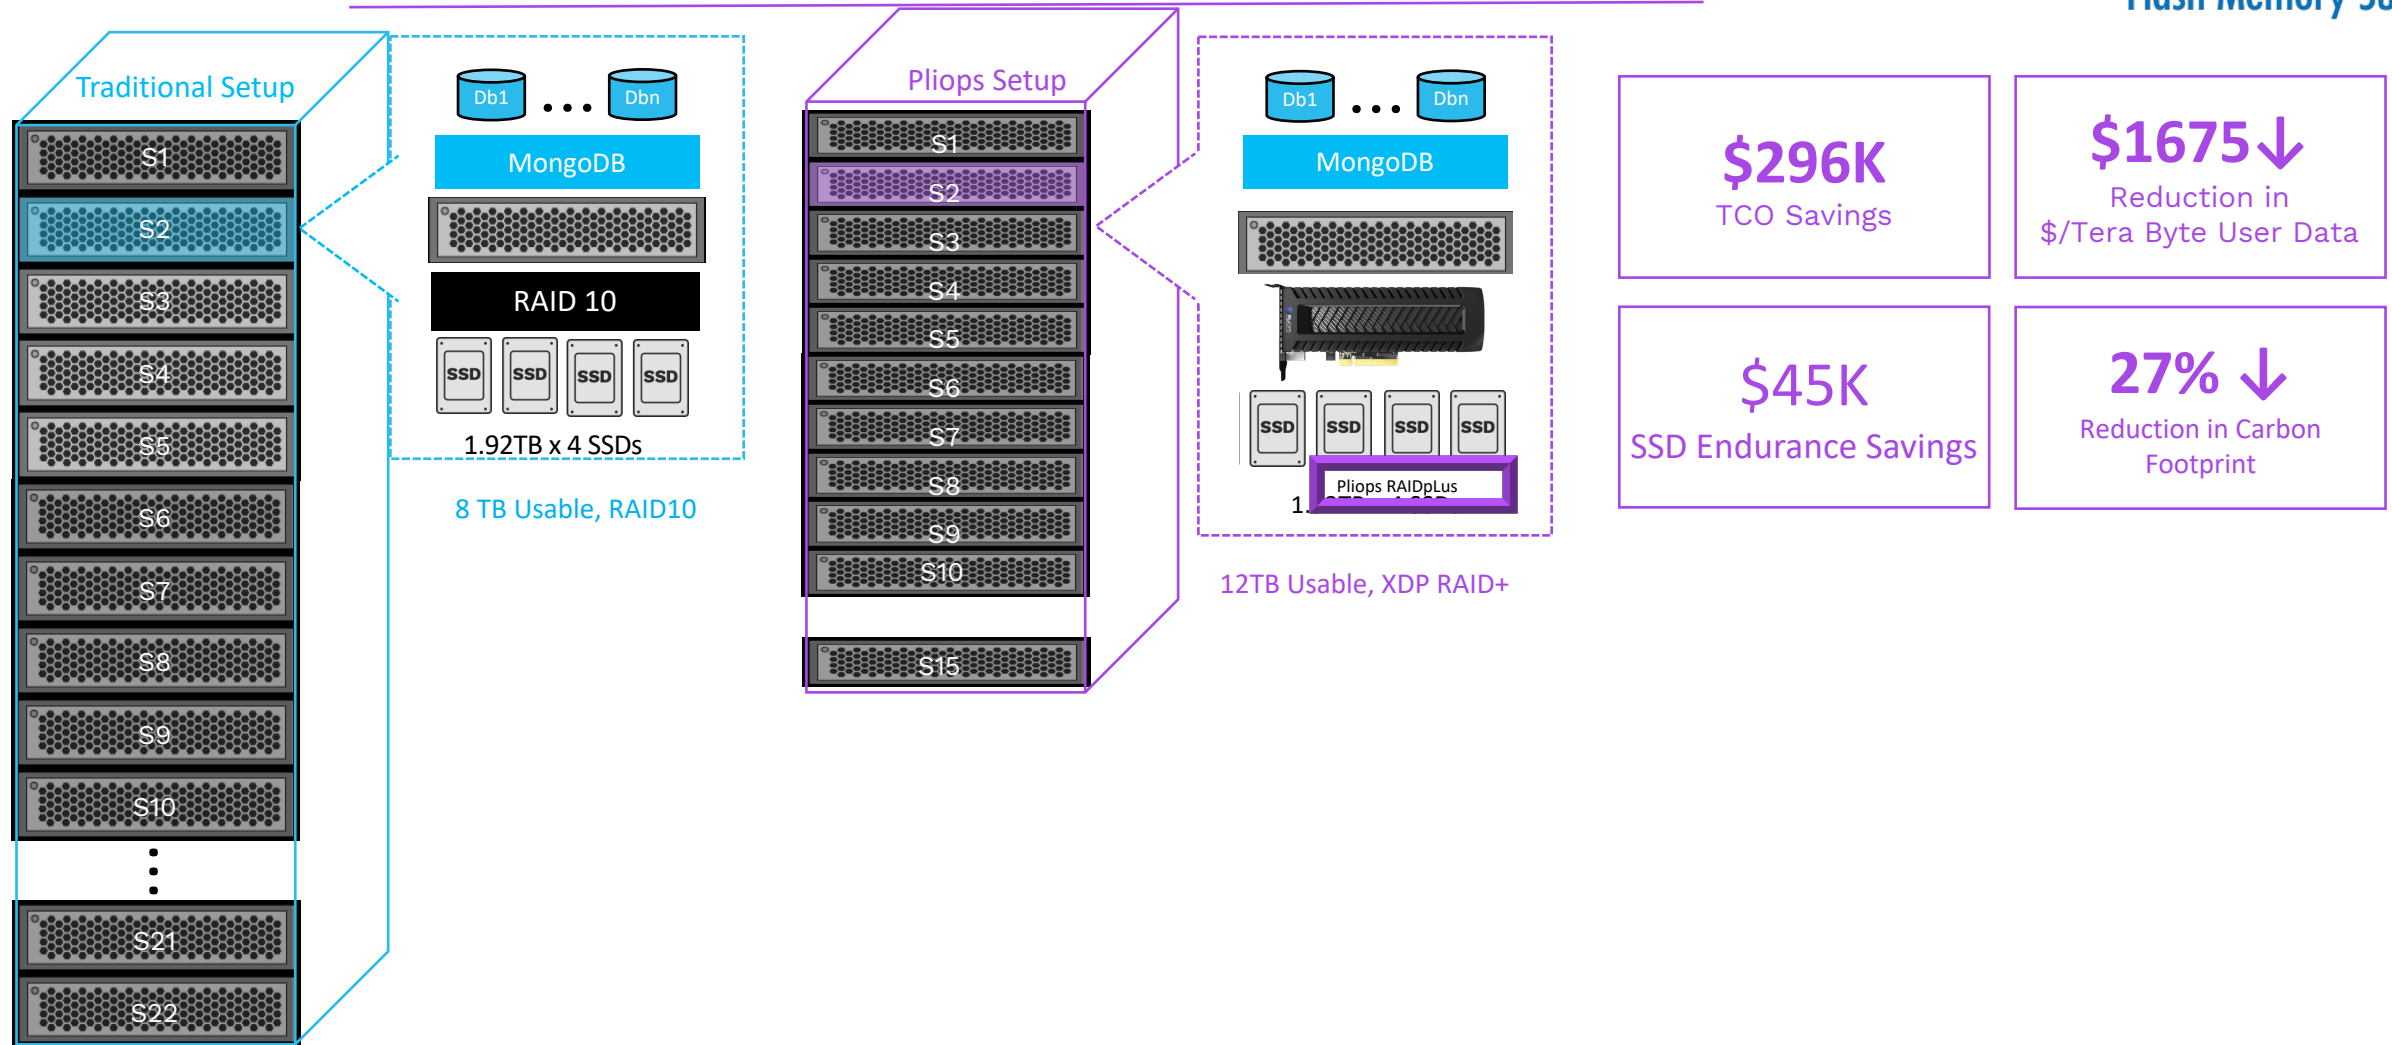 Flash Memory
Traditional Setup
S1
S2
S3
S4
S5
S6
S7
S8
S9
S10
S21
S22
Db1
Dbn
MongoDB
RAID 10
SSD
SSD
SSD
SSD
1.92TB x 4 SSDs
8 TB Usable, RAID10
Pliops Setup
S1
S2
S3
S4
S5
S6
S7
S8
S9
S10
S15
Db1
Dbn
MongoDB
SSD
SSD
SSD
SSD
Pliops RAIDpLus
12TB Usable, XDP RAID+
$296K
TCO Savings
$1675↓
Reduction in
$/Tera Byte User Data
$45K
SSD Endurance Savings
27% ↓
Reduction in Carbon
Footprint